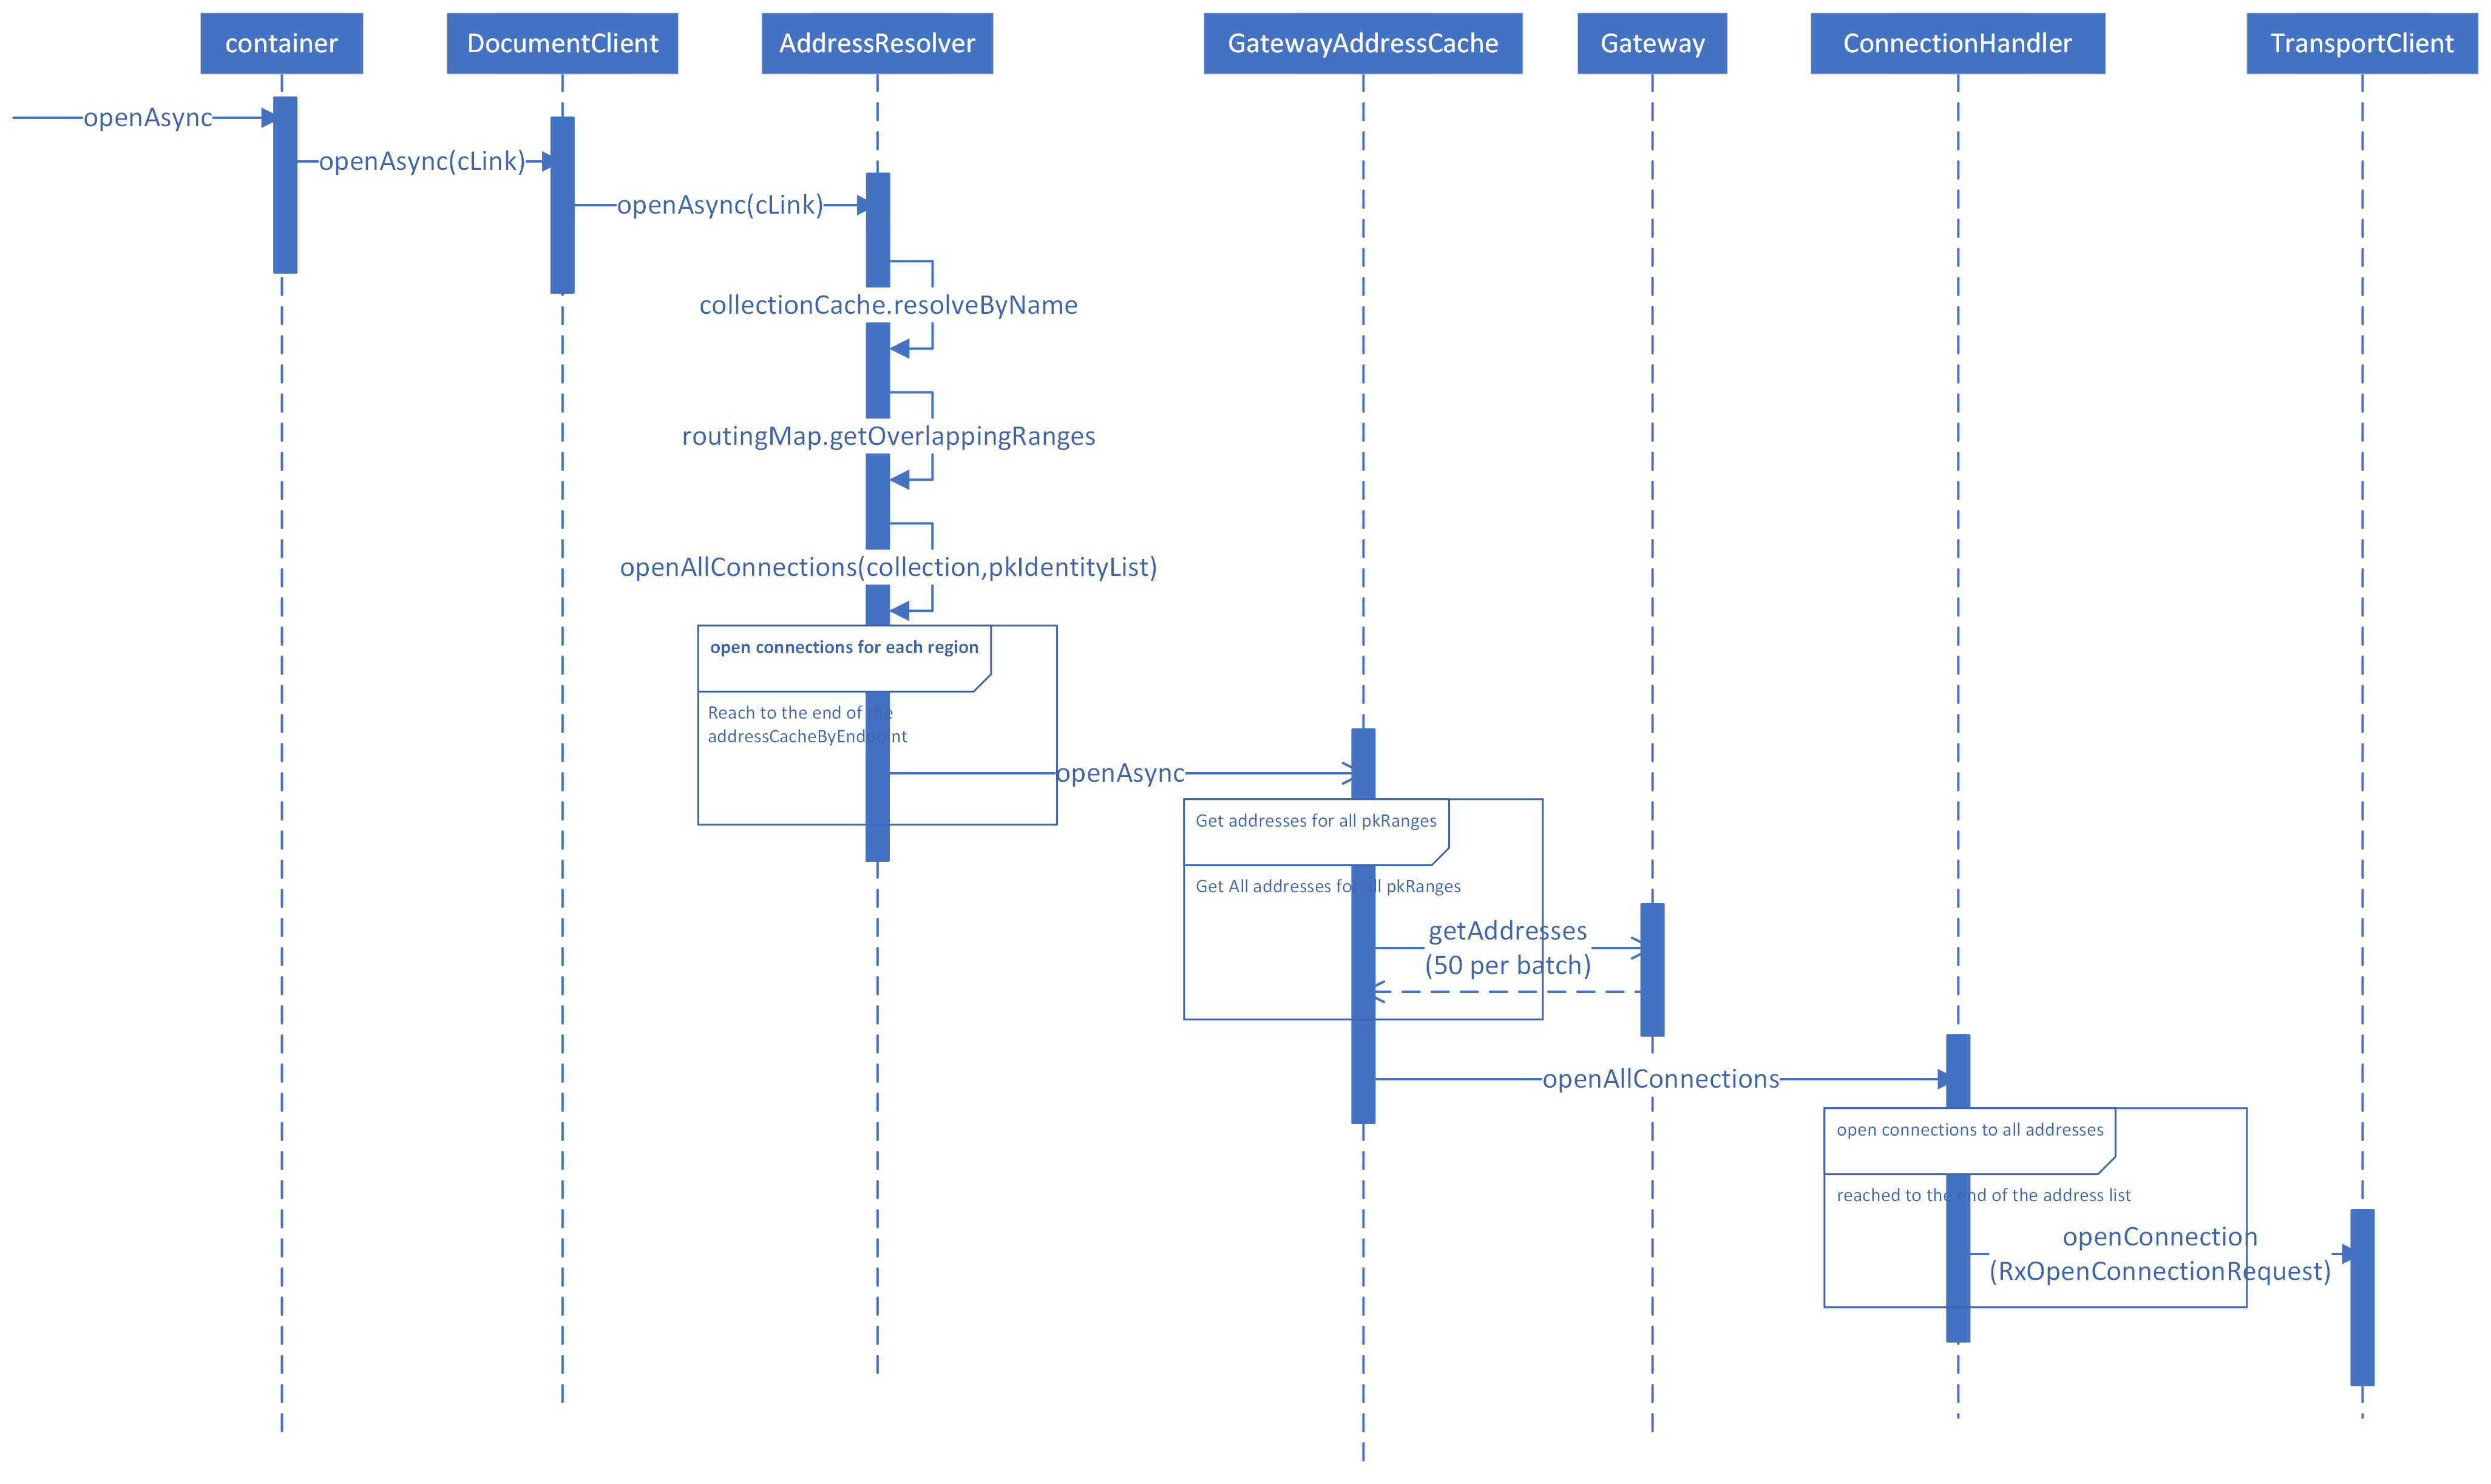 container
DocumentClient
AddressResolver
GatewayAddressCache
Gateway
ConnectionHandler
TransportClient
openAsync
openAsync(cLink)
openAsync(cLink)
collectionCache.resolveByName
routingMap.getOverlappingRanges
openAllConnections(collection,pkIdentityList)
open connections for each region
Reach to the end of the
addressCacheByEndpoint
openAsync
Get addresses for all pkRanges
Get All addresses for all pkRanges
getAddresses
(50 per batch)
openAllConnections
open connections to all addresses
reached to the end of the address list
openConnection
(RxOpenConnectionRequest)